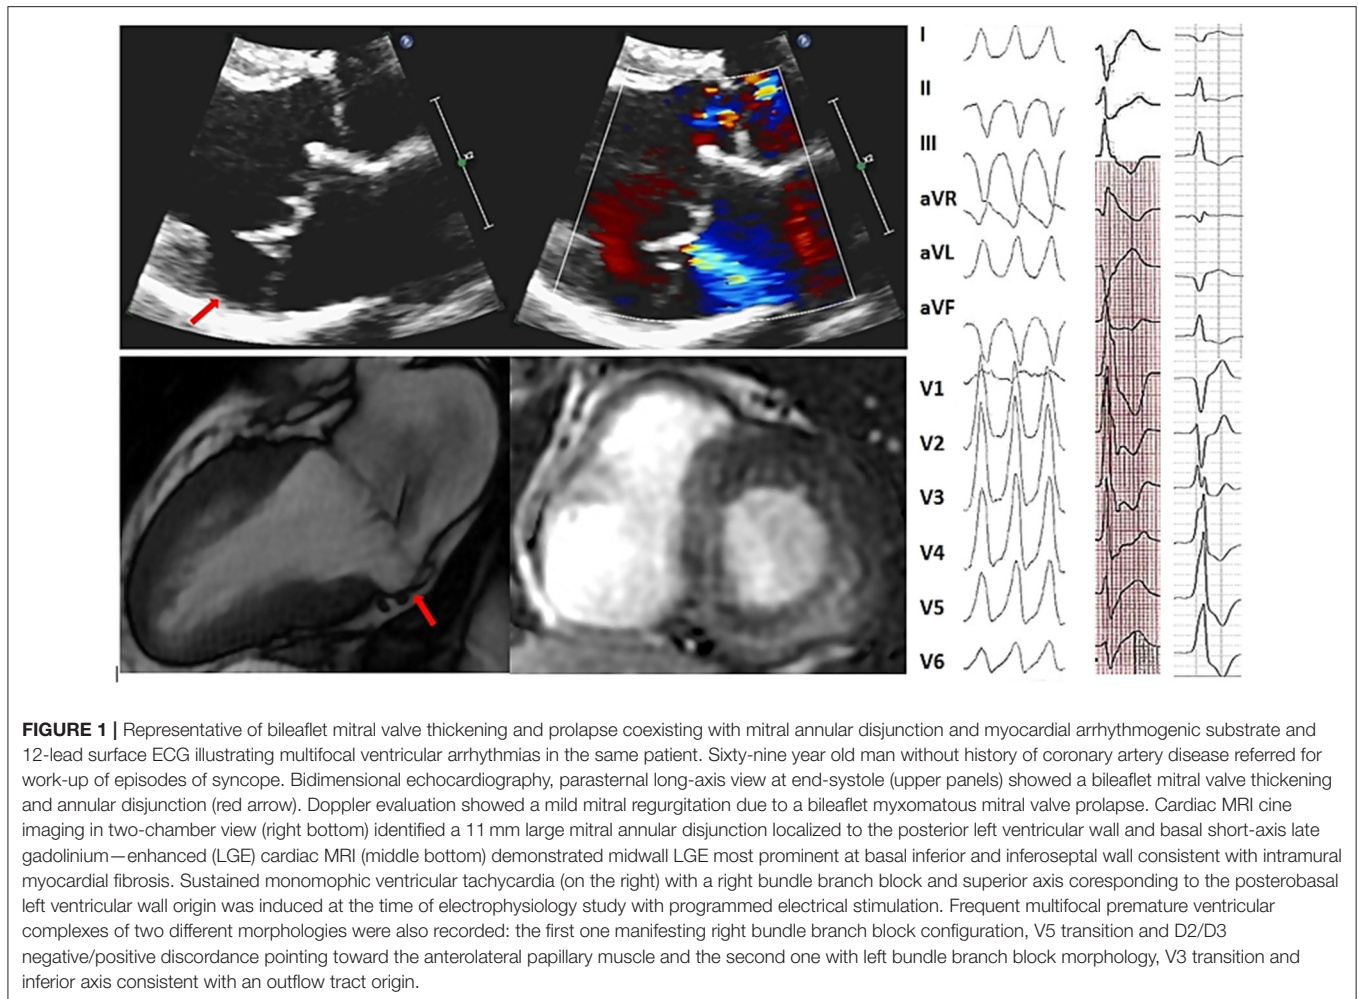 I
II
III
aVR
aVL
aVF
V1
V2
V3
V4
V5
V6
FIGURE 1 | Representative of bileaflet mitral valve thickening and prolapse coexisting with mitral annular disjunction and myocardial arrhythmogenic substrate and
12-lead surface ECG illustrating multifocal ventricular arrhythmias in the same patient. Sixty-nine year old man without history of coronary artery disease referred for
work-up of episodes of syncope. Bidimensional echocardiography, parasternal long-axis view at end-systole (upper panels) showed a bileaflet mitral valve thickening
and annular disjunction (red arrow). Doppler evaluation showed a mild mitral regurgitation due to a bileaflet myxomatous mitral valve prolapse. Cardiac MRI cine
imaging in two-chamber view (right bottom) identified a 11 mm large mitral annular disjunction localized to the posterior left ventricular wall and basal short-axis late
gadolinium—enhanced (LGE) cardiac MRI (middle bottom) demonstrated midwall LGE most prominent at basal inferior and inferoseptal wall consistent with intramural
myocardial fibrosis. Sustained monomophic ventricular tachycardia (on the right) with a right bundle branch block and superior axis coresponding to the posterobasal
left ventricular wall origin was induced at the time of electrophysiology study with programmed electrical stimulation. Frequent multifocal premature ventricular
complexes of two different morphologies were also recorded: the first one manifesting right bundle branch block configuration, V5 transition and D2/D3
negative/positive discordance pointing toward the anterolateral papillary muscle and the second one with left bundle branch block morphology, V3 transition and
inferior axis consistent with an outflow tract origin.